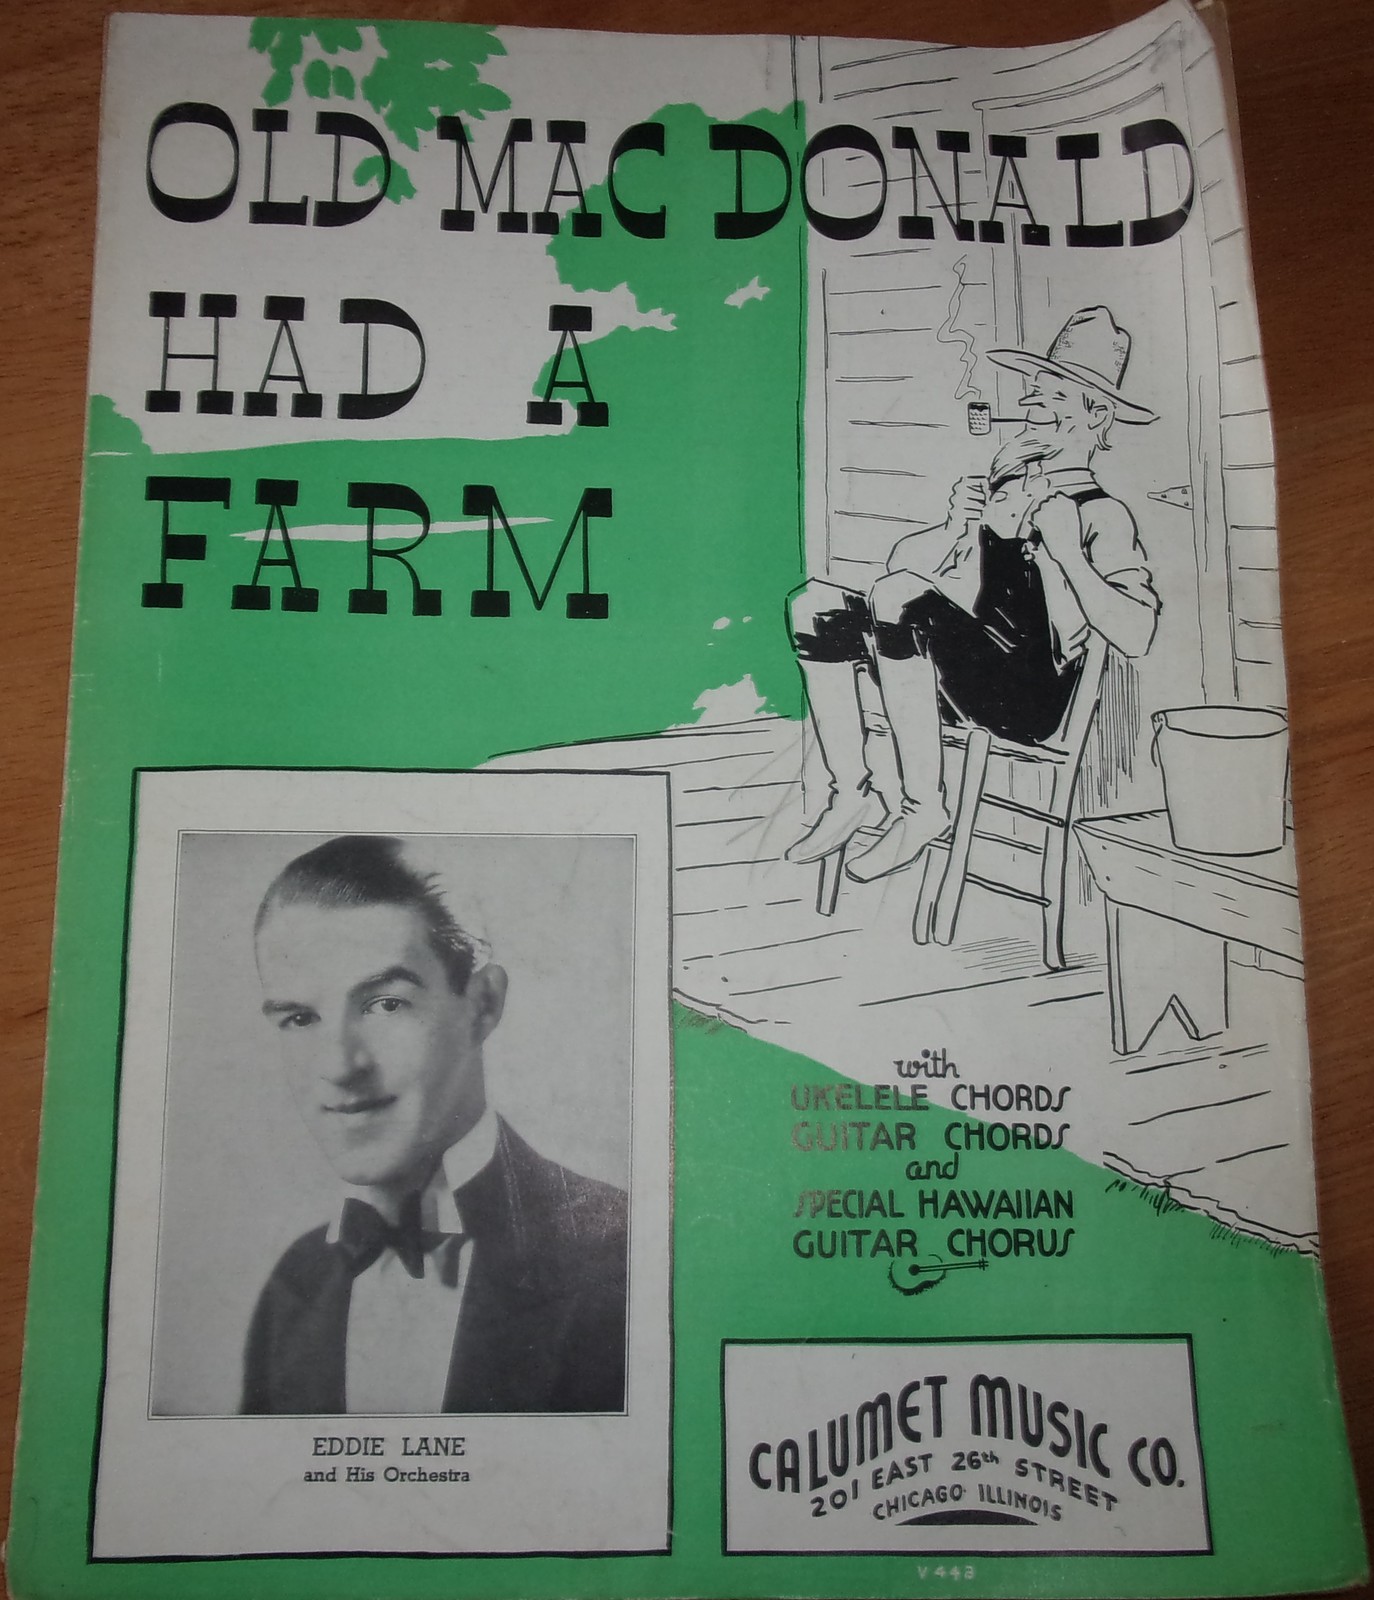 OLD MAC DONALD
HAD A
FARM
with
UKELELE CHORDS
GUITAR CHORDS
and
SPECIAL HAWAIIAN
GUITAR CHORUS
EDDIE LANE
and His Orchestra
CALUMET MUSIC CO.
201 EAST 26th STREET
CHICAGO ILLINOIS